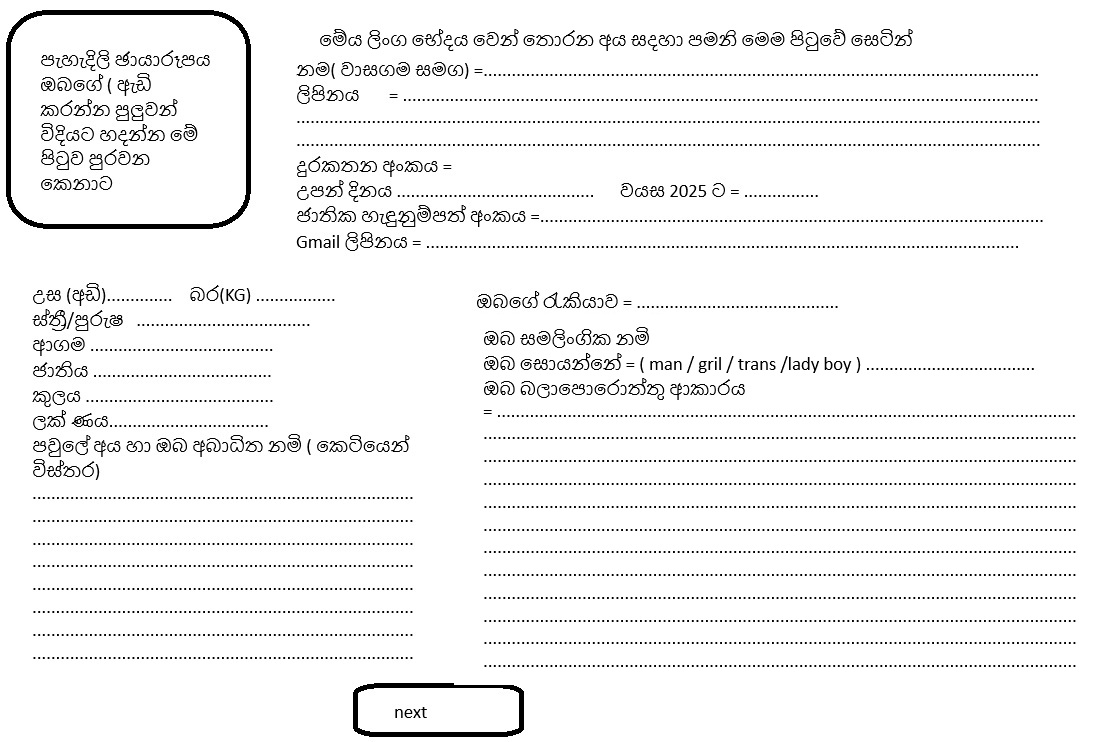 පැහැදිලි ඡායාරූපය
ඔබගේ ( ඇඩ්
කරන්න පුලුවන්
විදියට හදන්න මේ
පිටුව පුරවන
කෙනාට
මේය ලිංග භේදය වෙන් තොරන අය සදහා පමනි මෙම පිටුවේ සෙටින්
නම( වාසගම සමග) =..........................................................................................................................
ලිපිනය = ............................................................................................................................................
....................................................................................................................................................................
....................................................................................................................................................................
දුරකතන අංකය =
උපන් දිනය ........................................... වයස 2025 ට = ................
ජාතික හැඳුනුම්පත් අංකය =..............................................................................................................
Gmail ලිපිනය = ..................................................................................................................................
උස (අඩි).............. බර(KG) .................
ස්ත්‍රී/පුරුෂ .....................................
ආගම .......................................
ජාතිය ......................................
කුලය ........................................
ලක් ණය..................................
පවුලේ අය හා ඔබ අබාධිත නම් ( කෙටියෙන්
විස්තර)
..................................................................................
..................................................................................
..................................................................................
..................................................................................
..................................................................................
..................................................................................
..................................................................................
..................................................................................
ඔබගේ රැකියාව = ...........................................
ඔබ සමලිංගික නම්
ඔබ සොයන්නේ = ( man / gril / trans /lady boy ) ....................................
ඔබ බලාපොරොත්තු ආකාරය
= ............................................................................................................................
................................................................................................................................
................................................................................................................................
................................................................................................................................
................................................................................................................................
................................................................................................................................
................................................................................................................................
................................................................................................................................
................................................................................................................................
................................................................................................................................
................................................................................................................................
................................................................................................................................
next